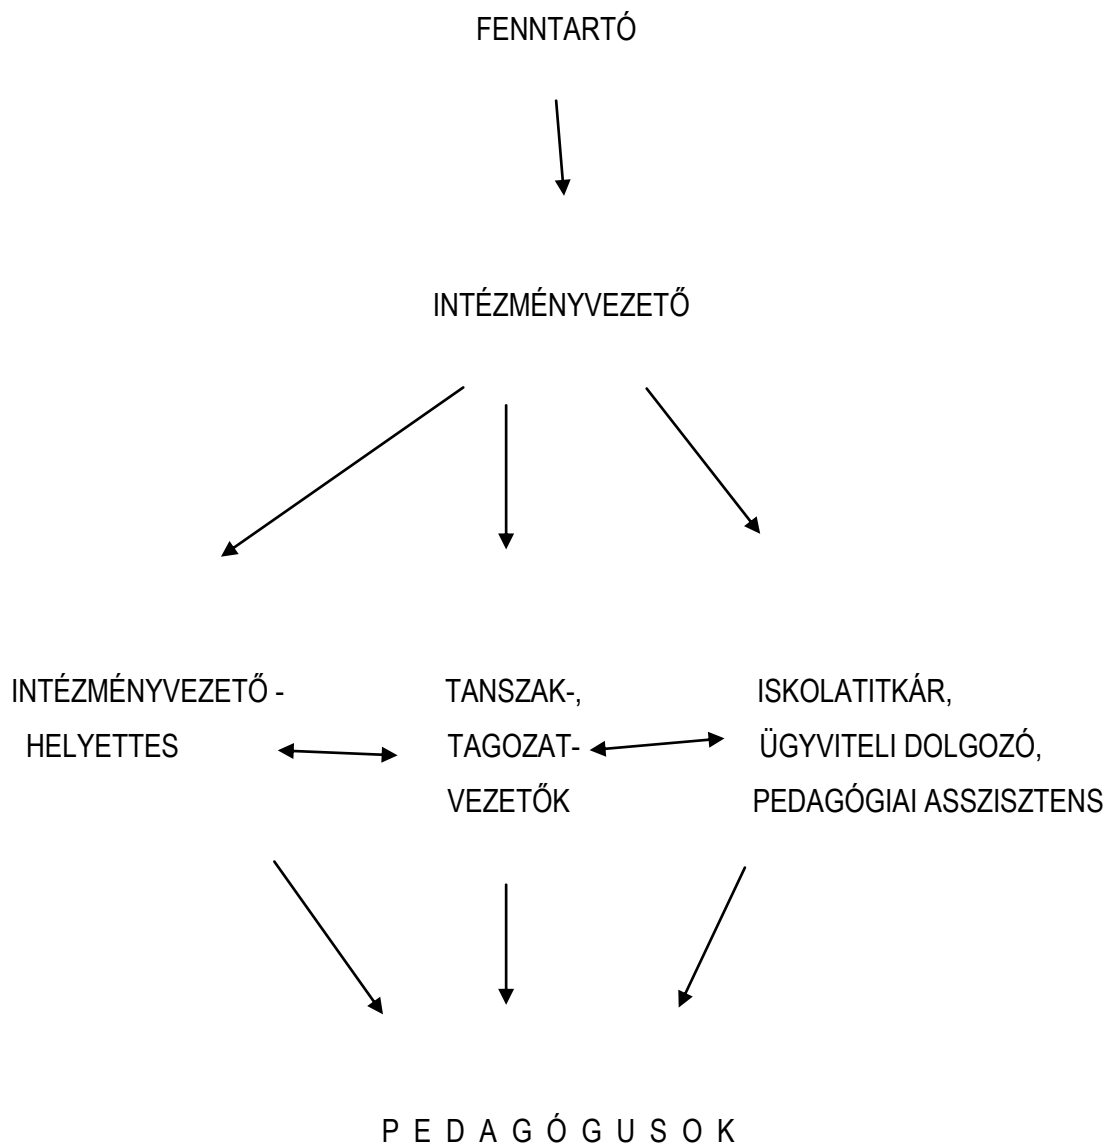 FENNTARTÓ
INTÉZMÉNYVEZETŐ
INTÉZMÉNYVEZETŐ -
HELYETTES
TANSZAK-,
TAGOZAT-
VEZETŐK
ISKOLATITKÁR,
ÜGYVITELI DOLGOZÓ,
PEDAGÓGIAI ASSZISZTENS
P E D A G Ó G U S O K